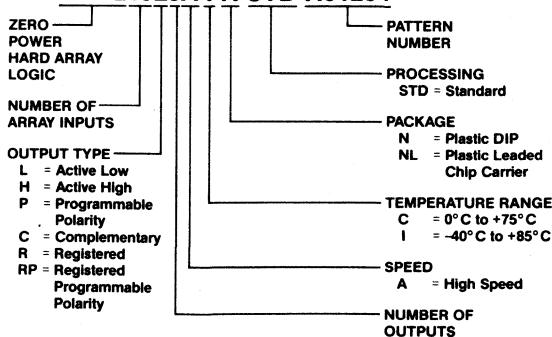 ZERO
POWER
HARD ARRAY
LOGIC
NUMBER OF
ARRAY INPUTS
OUTPUT TYPE
L = Active Low
H = Active High
P = Programmable
Polarity
C = Complementary
R = Registered
RP = Registered
Programmable
Polarity
PATTERN
NUMBER
PROCESSING
STD = Standard
PACKAGE
N = Plastic DIP
NL = Plastic Leaded
Chip Carrier
TEMPERATURE RANGE
C = 0°C to +75°C
I = –40°C to +85°C
SPEED
A = High Speed
NUMBER OF
OUTPUTS